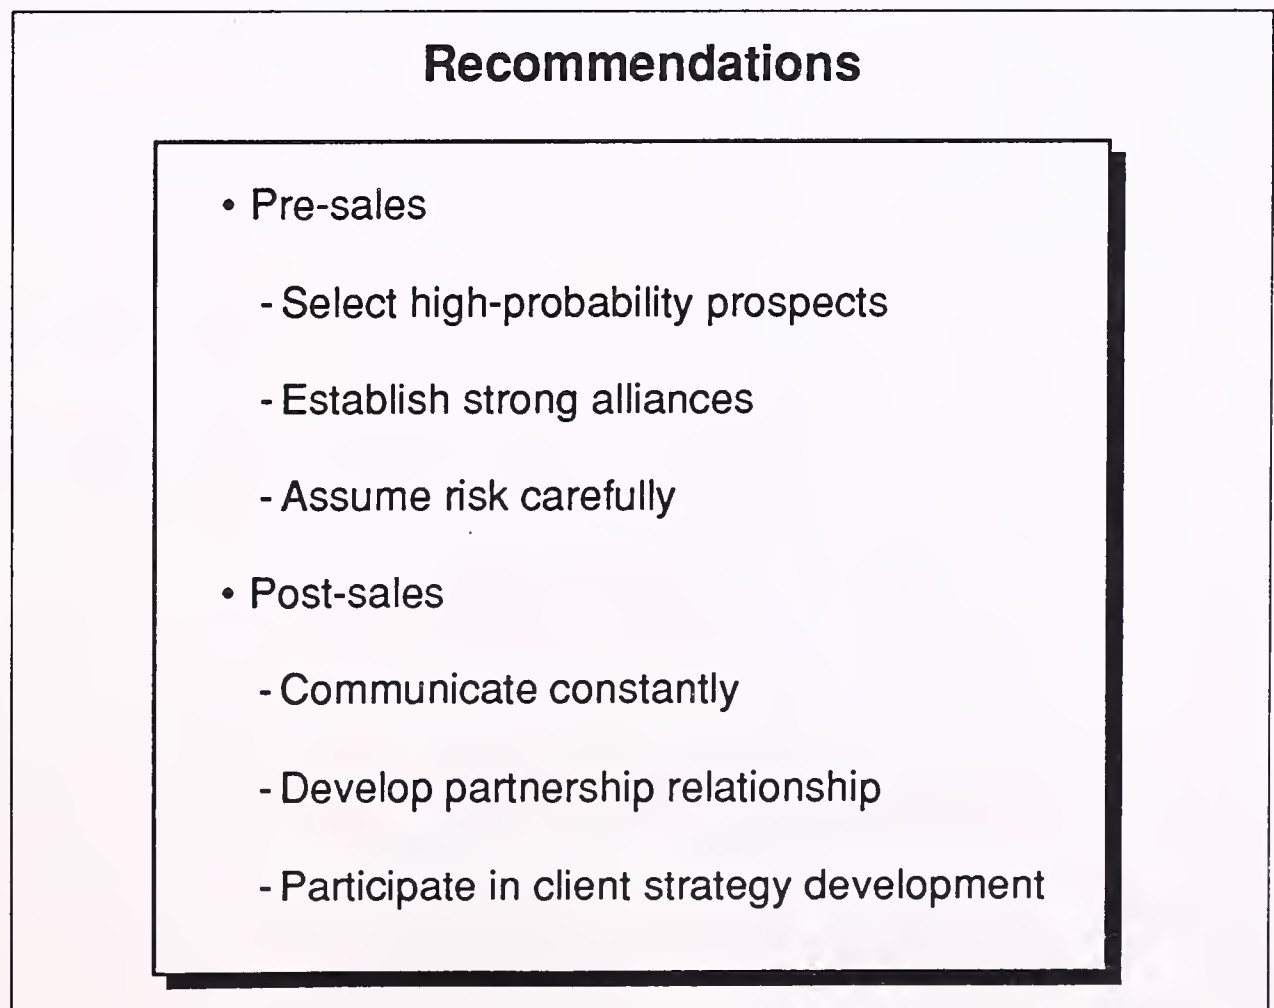 Recommendations
• Pre-sales
- Select high-probability prospects
- Establish strong alliances
- Assume risk carefully
• Post-sales
- Communicate constantly
- Develop partnership relationship
- Participate in client strategy development